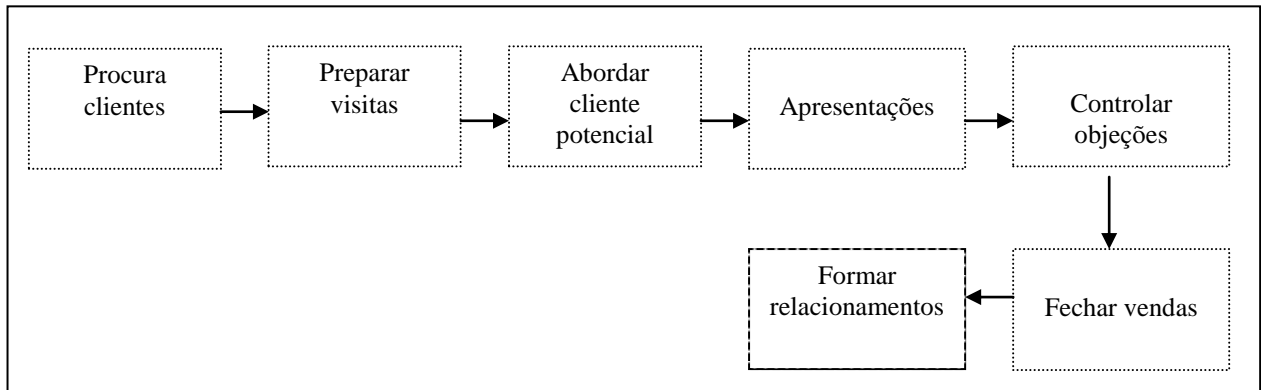 Procura
clientes
Preparar
visitas
Abordar
cliente
potencial
Apresentações
Controlar
objeções
Fechar vendas
Formar
relacionamentos